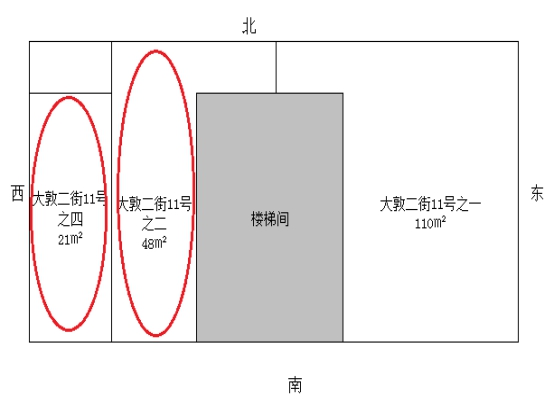 北
西
大敦二街11号
之四
21㎡
大敦二街11号
之二
48㎡
楼梯间
大敦二街11号之一
110㎡
东
南